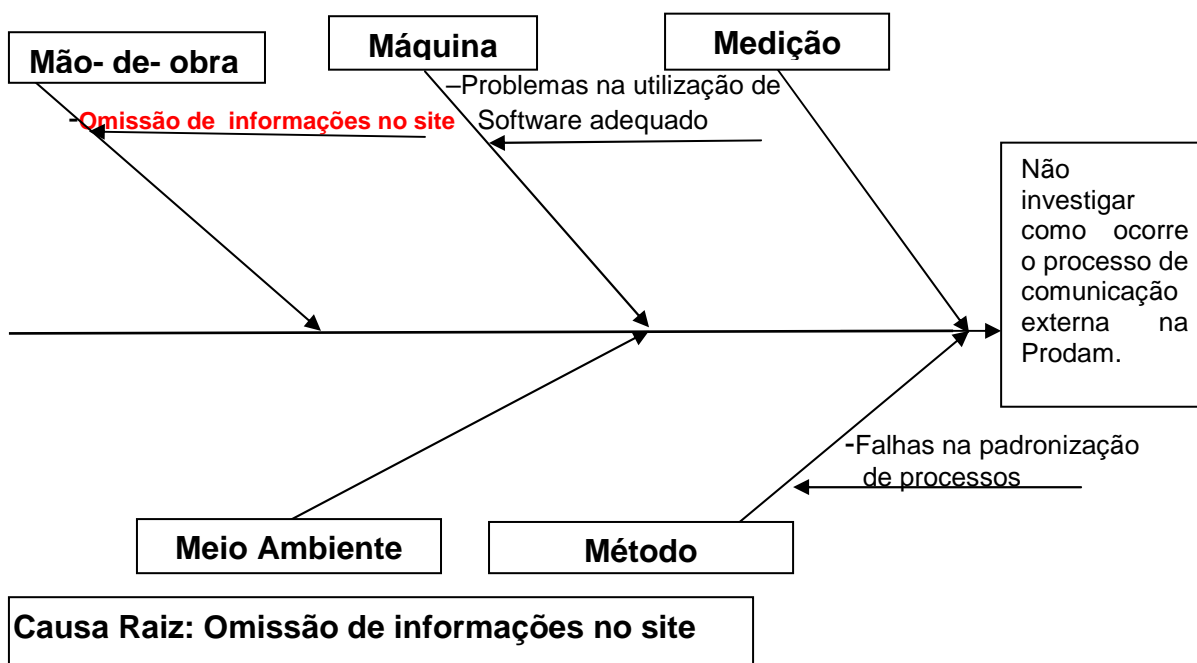 Mão- de- obra
Máquina
Medição
-Omissão de informações no site
–Problemas na utilização de
Software adequado
Não
investigar
como ocorre
o processo de
comunicação
externa na
Prodam.
-Falhas na padronização
de processos
Meio Ambiente
Método
Causa Raiz: Omissão de informações no site